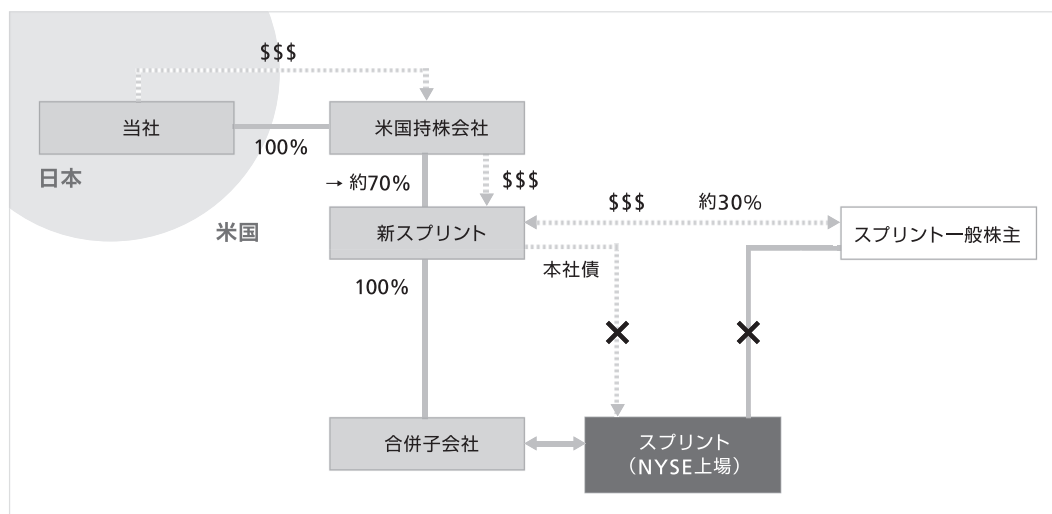 $$$
当社
米国持株会社
100%
日本
→ 約70%
$$$
$$$
約30%
米国
新スプリント
スプリント一般株主
本社債
100%
合併子会社
スプリント
（NYSE上場）